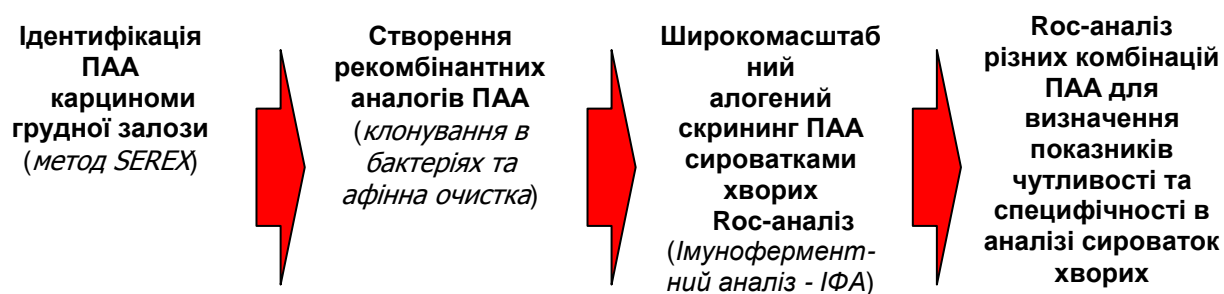 Ідентифікація
ПАА
карциноми
грудної залози
(метод SEREX)
Створення
рекомбінантних
аналогів ПАА
(клонування в
бактеріях та
афінна очистка)
Широкомасштаб
ний
алогений
скрининг ПАА
сироватками
хворих
Roc-аналіз
(Імунофермент-
ний аналіз - ІФА)
Roc-аналіз
різних комбінацій
ПАА для
визначення
показників
чутливості та
специфічності в
аналізі сироваток
хворих